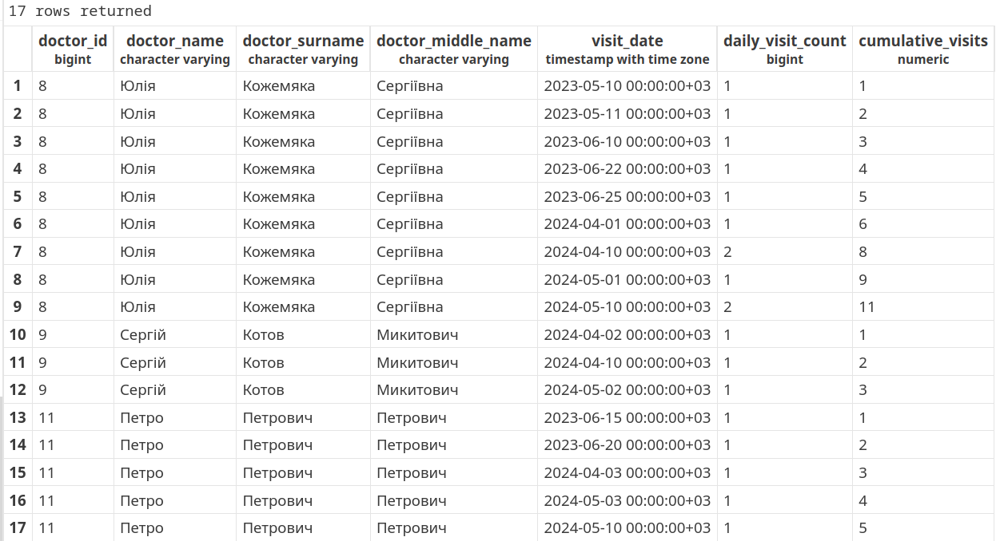 17 rows returned
doctor_id doctor_name doctor_surname doctor_middle_name visit_date daily_visit_count cumulative_visits
bigint character varying character varying character varying timestamp with time zone bigint numeric
1 8 Юлія Кожемяка Сергіївна 2023-05-10 00:00:00+03 1 1
2 8 Юлія Кожемяка Сергіївна 2023-05-11 00:00:00+03 1 2
3 8 Юлія Кожемяка Сергіївна 2023-06-10 00:00:00+03 1 3
4 8 Юлія Кожемяка Сергіївна 2023-06-22 00:00:00+03 1 4
5 8 Юлія Кожемяка Сергіївна 2023-06-25 00:00:00+03 1 5
6 8 Юлія Кожемяка Сергіївна 2024-04-01 00:00:00+03 1 6
7 8 Юлія Кожемяка Сергіївна 2024-04-10 00:00:00+03 2 8
8 8 Юлія Кожемяка Сергіївна 2024-05-01 00:00:00+03 1 9
9 8 Юлія Кожемяка Сергіївна 2024-05-10 00:00:00+03 2 11
10 9 Сергій Котов Микитович 2024-04-02 00:00:00+03 1 1
11 9 Сергій Котов Микитович 2024-04-10 00:00:00+03 1 2
12 9 Сергій Котов Микитович 2024-05-02 00:00:00+03 1 3
13 11 Петро Петрович Петрович 2023-06-15 00:00:00+03 1 1
14 11 Петро Петрович Петрович 2023-06-20 00:00:00+03 1 2
15 11 Петро Петрович Петрович 2024-04-03 00:00:00+03 1 3
16 11 Петро Петрович Петрович 2024-05-03 00:00:00+03 1 4
17 11 Петро Петрович Петрович 2024-05-10 00:00:00+03 1 5